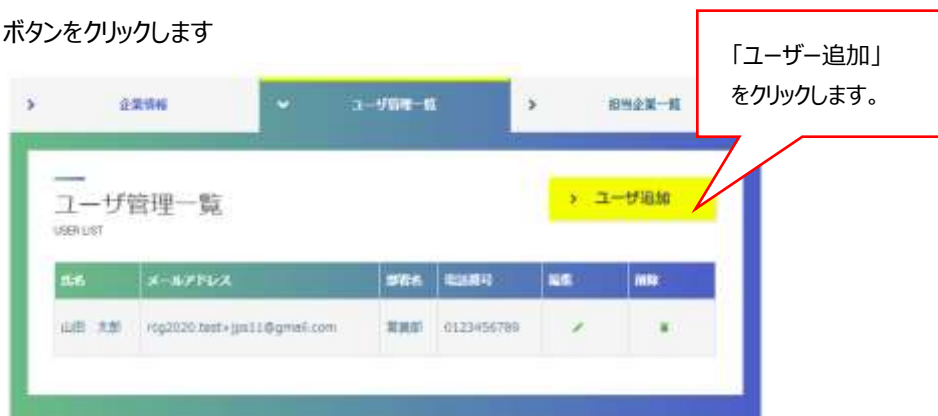 ボタンをクリックします
「ユーザー追加」
をクリックします。
企業情報
ユーザ管理一覧
担当企業一覧
ユーザ管理一覧
ユーザ追加
USER LIST
氏名 メールアドレス 部署名 電話番号 編集 削除
山田 太郎 rcg2020.test+jps11@gmail.com 営業部 0123456789